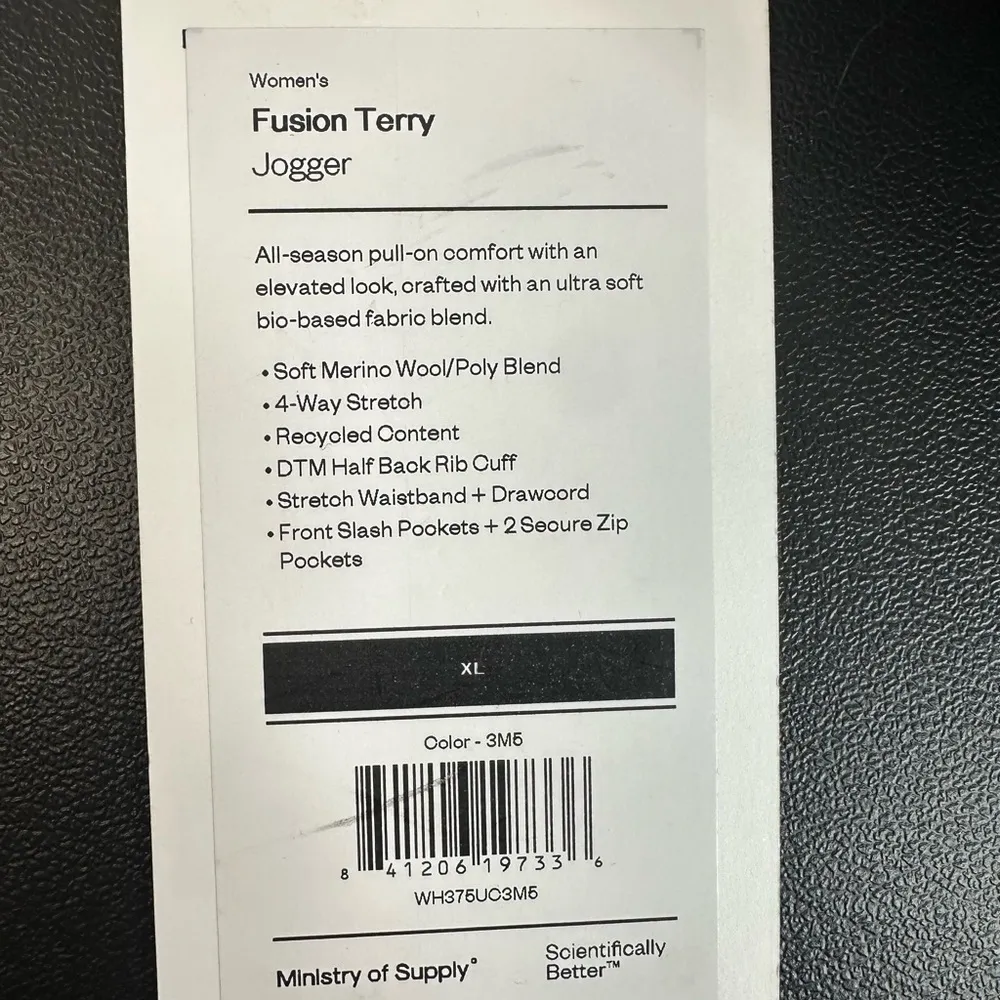 Women's
Fusion Terry
Jogger
All-season pull-on comfort with an
elevated look, crafted with an ultra soft
bio-based fabric blend.
• Soft Merino Wool/Poly Blend
• 4-Way Stretch
• Recycled Content
• DTM Half Back Rib Cuff
• Stretch Waistband + Drawcord
• Front Slash Pockets + 2 Secure Zip
Pockets
XL
Color - 3M5
8 41206 19733 6
WH375UC3M5
Ministry of Supply°
Scientifically
Better™